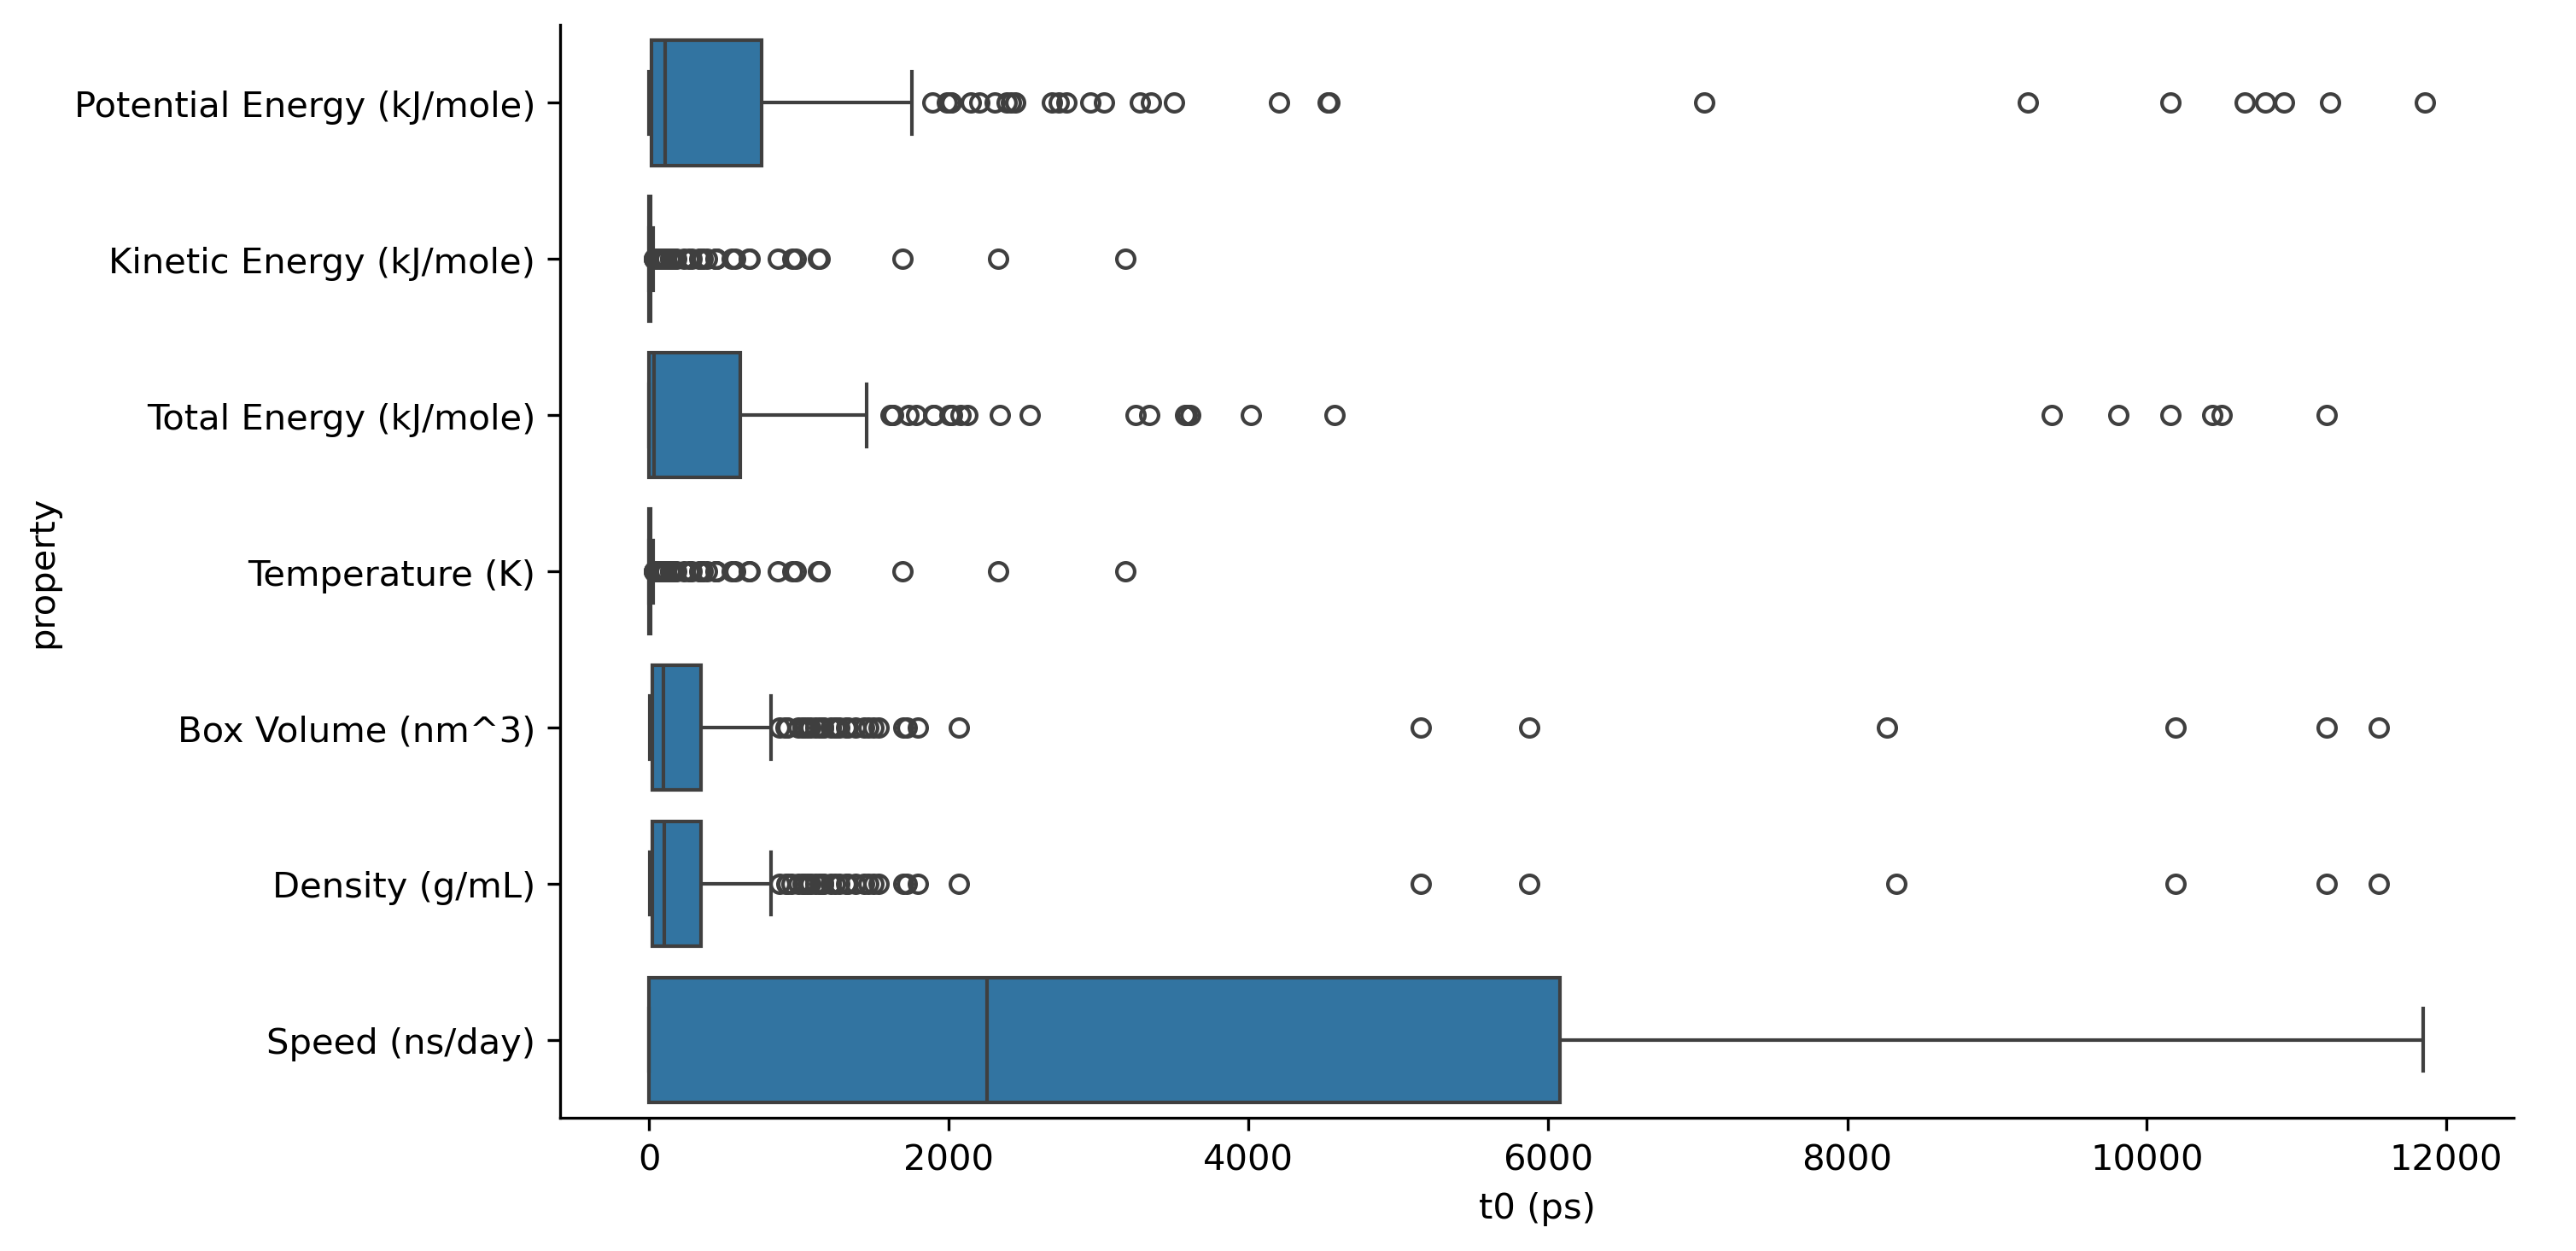 property
Potential Energy (kJ/mole)
Kinetic Energy (kJ/mole)
Total Energy (kJ/mole)
Temperature (K)
Box Volume (nm^3)
Density (g/mL)
Speed (ns/day)
0 2000 4000 6000 8000 10000 12000
t0 (ps)